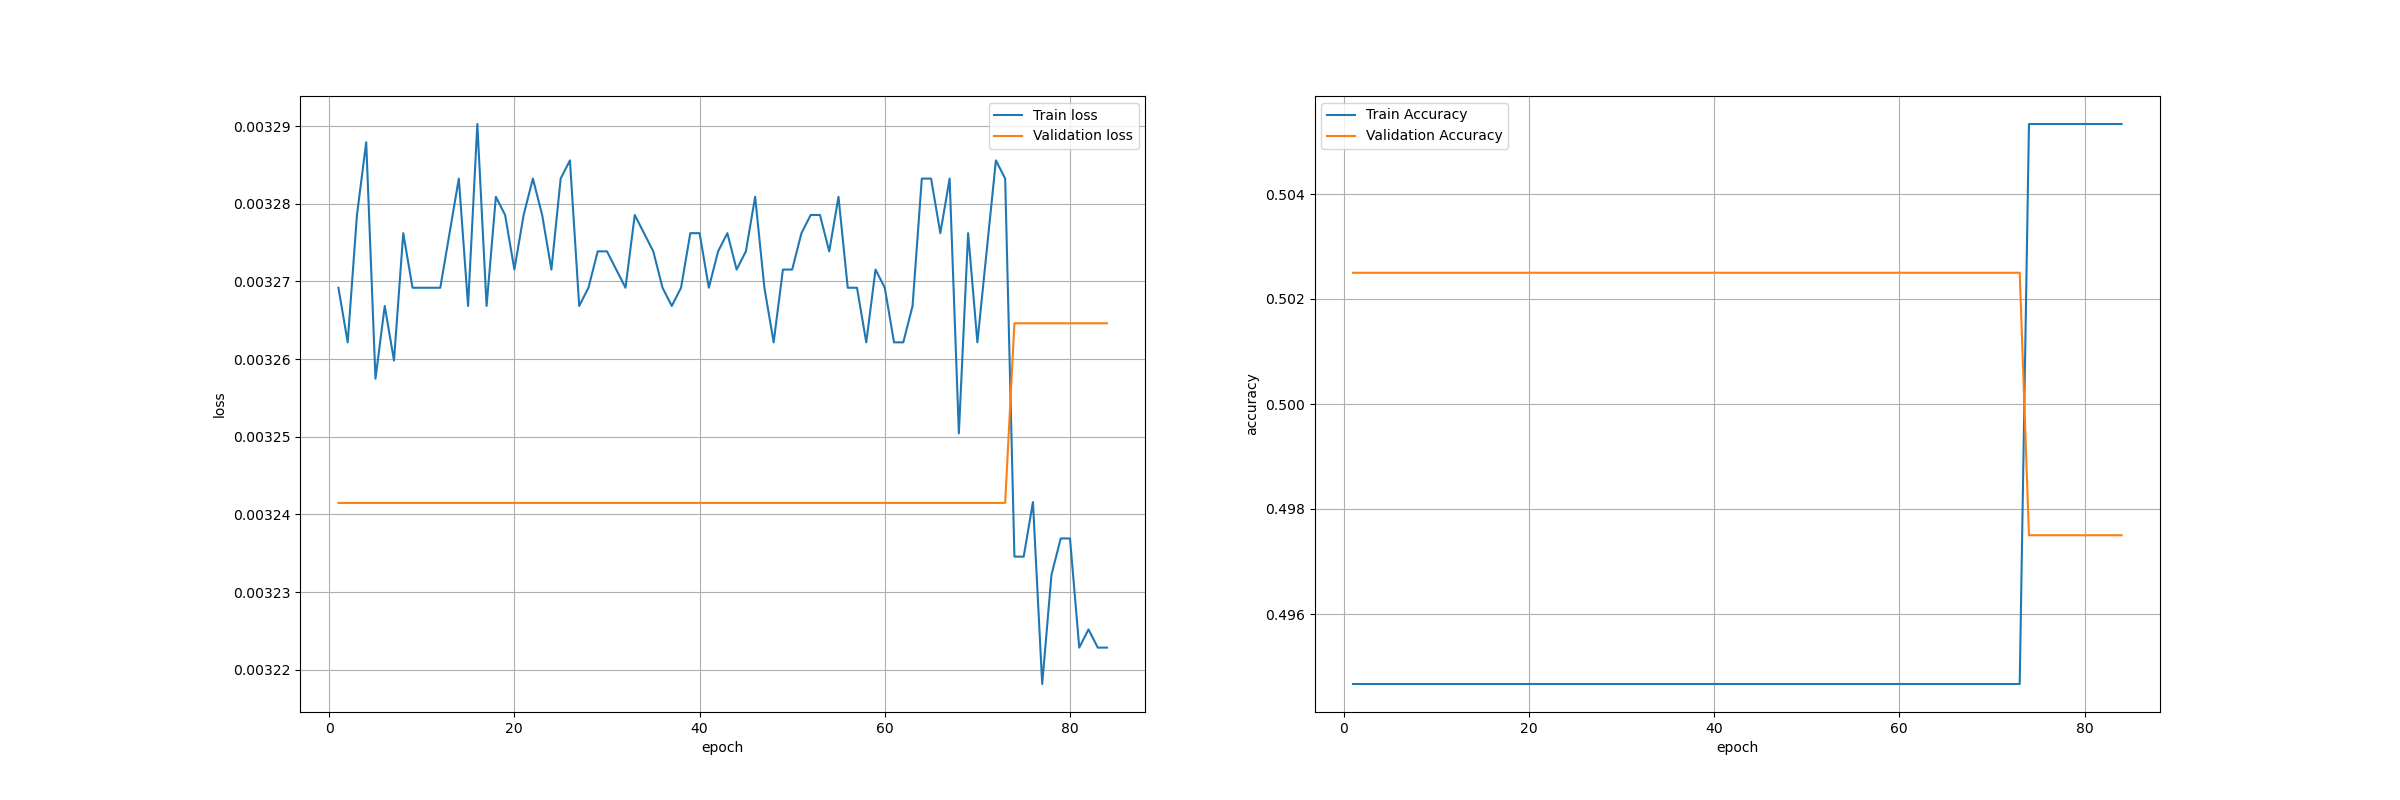 Train loss
Validation loss
0.00329
0.00328
0.00327
0.00326
0.00325
0.00324
0.00323
0.00322
loss
0 20 40 60 80
epoch
Train Accuracy
Validation Accuracy
0.504
0.502
0.500
0.498
0.496
accuracy
0 20 40 60 80
epoch